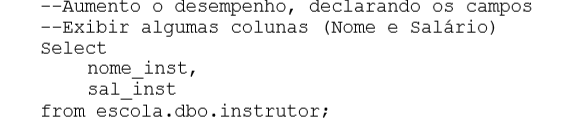 --Aumento o desempenho, declarando os campos
--Exibir algumas colunas (Nome e Salário)
Select
nome_inst,
sal_inst
from escola.dbo.instrutor;